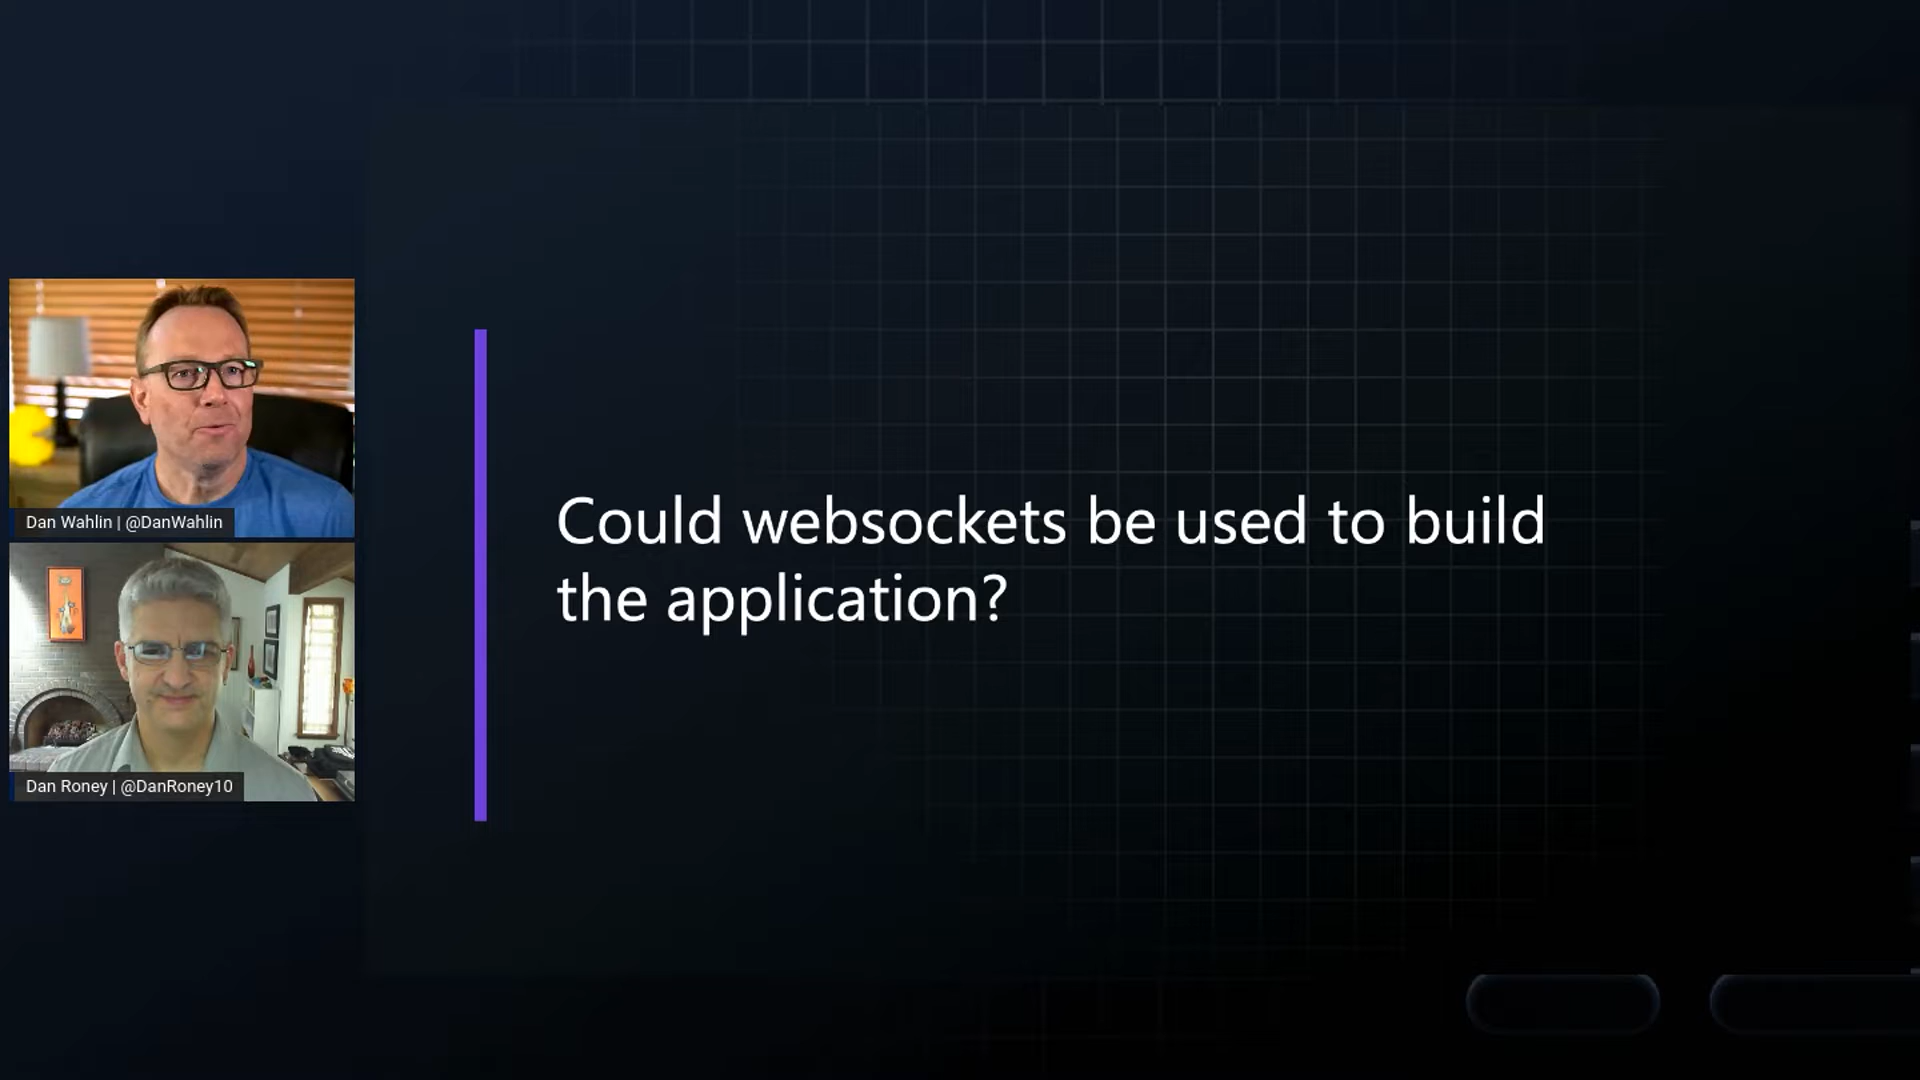 Dan Wahlin | @DanWahlin
Dan Roney | @DanRoney10
Could websockets be used to build
the application?